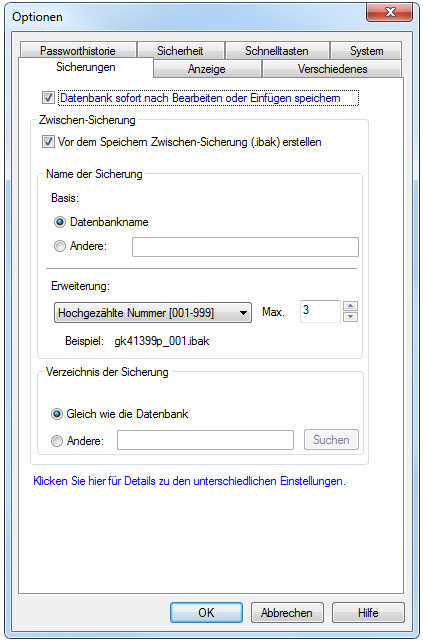 Optionen
Passworthistorie Sicherheit Schnelltasten System
Sicherungen Anzeige Verschiedenes
Datenbank sofort nach Bearbeiten oder Einfügen speichern
Zwischen-Sicherung
Vor dem Speichern Zwischen-Sicherung (.ibak) erstellen
Name der Sicherung
Basis:
Datenbankname
Andere:
Erweiterung:
Hochgezählte Nummer [001-999] Max. 3
Beispiel: gk41399p_001.ibak
Verzeichnis der Sicherung
Gleich wie die Datenbank
Andere: Suchen
Klicken Sie hier für Details zu den unterschiedlichen Einstellungen.
OK Abbrechen Hilfe